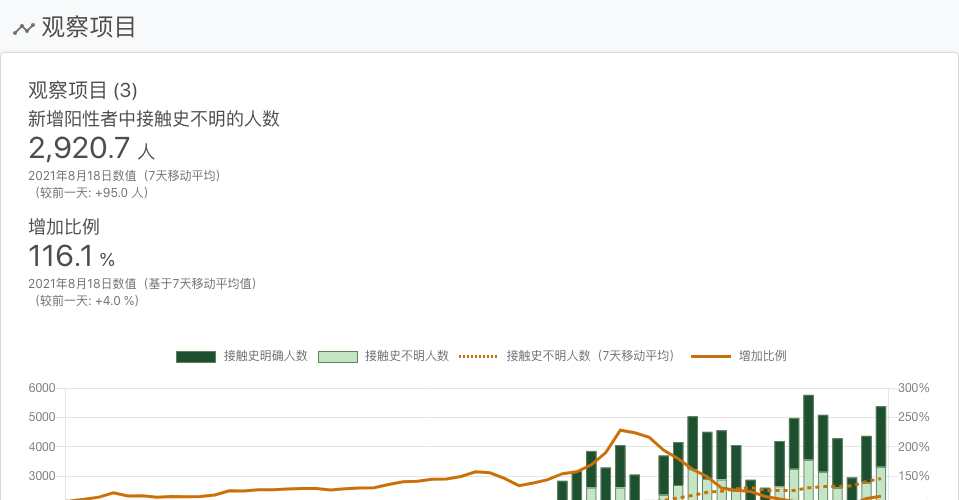 观察项目
观察项目 (3)
新增阳性者中接触史不明的人数
2,920.7 人
2021年8月18日数值（7天移动平均）
（较前一天: +95.0 人）
增加比例
116.1 %
2021年8月18日数值（基于7天移动平均值）
（较前一天: +4.0 %）
接触史明确人数 接触史不明人数 接触史不明人数（7天移动平均） 增加比例
6000 300%
5000 250%
4000 200%
3000 150%